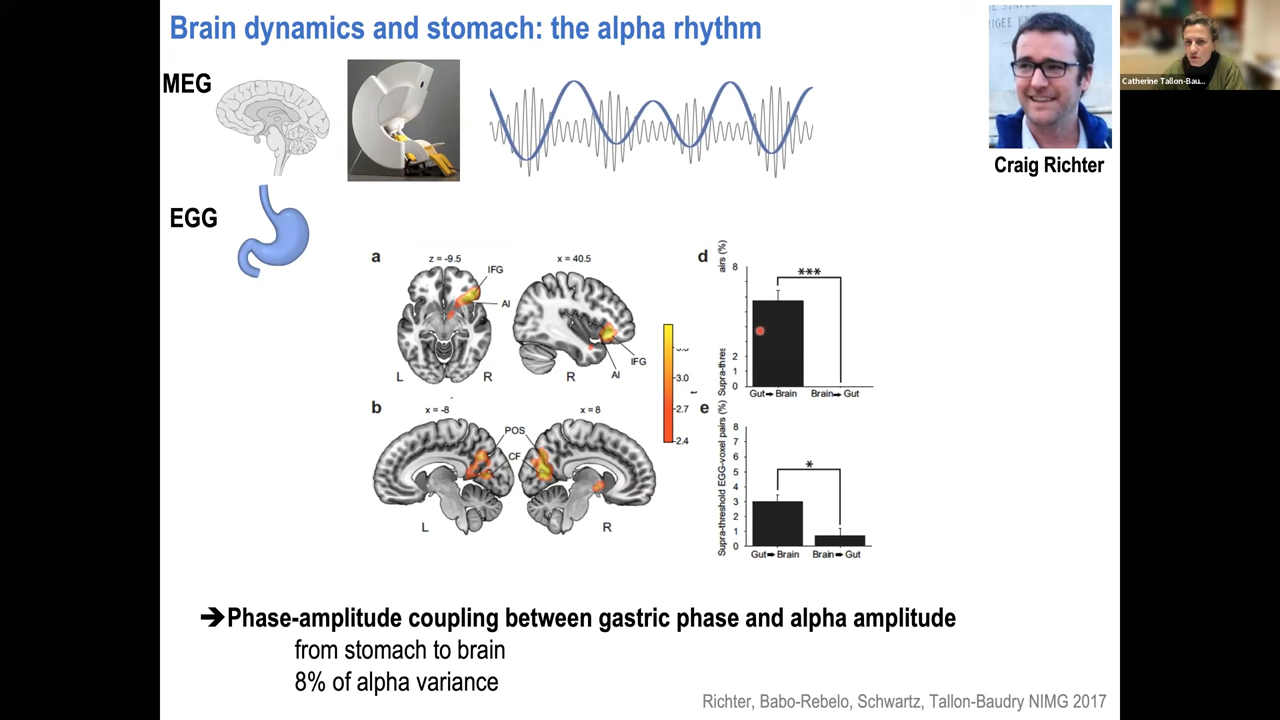 Brain dynamics and stomach: the alpha rhythm
MEG
EGG
Craig Richter
Catherine Tallon-Bau...
a
z = -9.5
IFG
AI
L
R
x = 40.5
IFG
AI
R
3.0
2.7
2.4
t
b
x = -8
x = 8
POS
CF
L
R
d
airs (%)
Supra-thres
8
2
1
0
***
Gut➡Brain
Brain➡Gut
e
Supra-threshold EGG-voxel pairs (%)
8
7
6
5
4
3
2
1
0
*
Gut➡Brain
Brain➡Gut
➔Phase-amplitude coupling between gastric phase and alpha amplitude
from stomach to brain
8% of alpha variance
Richter, Babo-Rebelo, Schwartz, Tallon-Baudry NIMG 2017